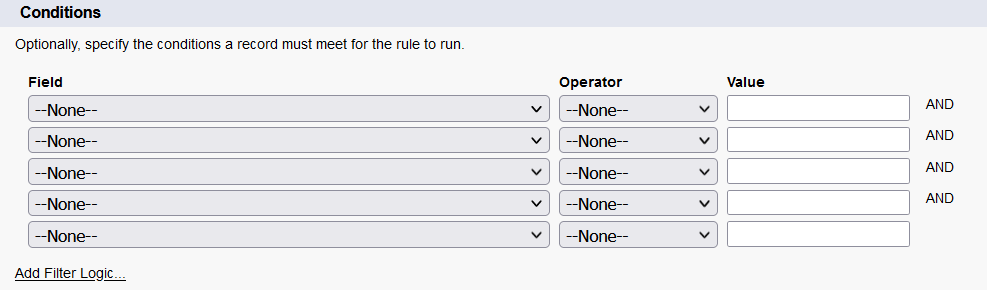 Conditions
Optionally, specify the conditions a record must meet for the rule to run.
Field Operator Value
--None-- --None-- AND
--None-- --None-- AND
--None-- --None-- AND
--None-- --None-- AND
--None-- --None--
Add Filter Logic...